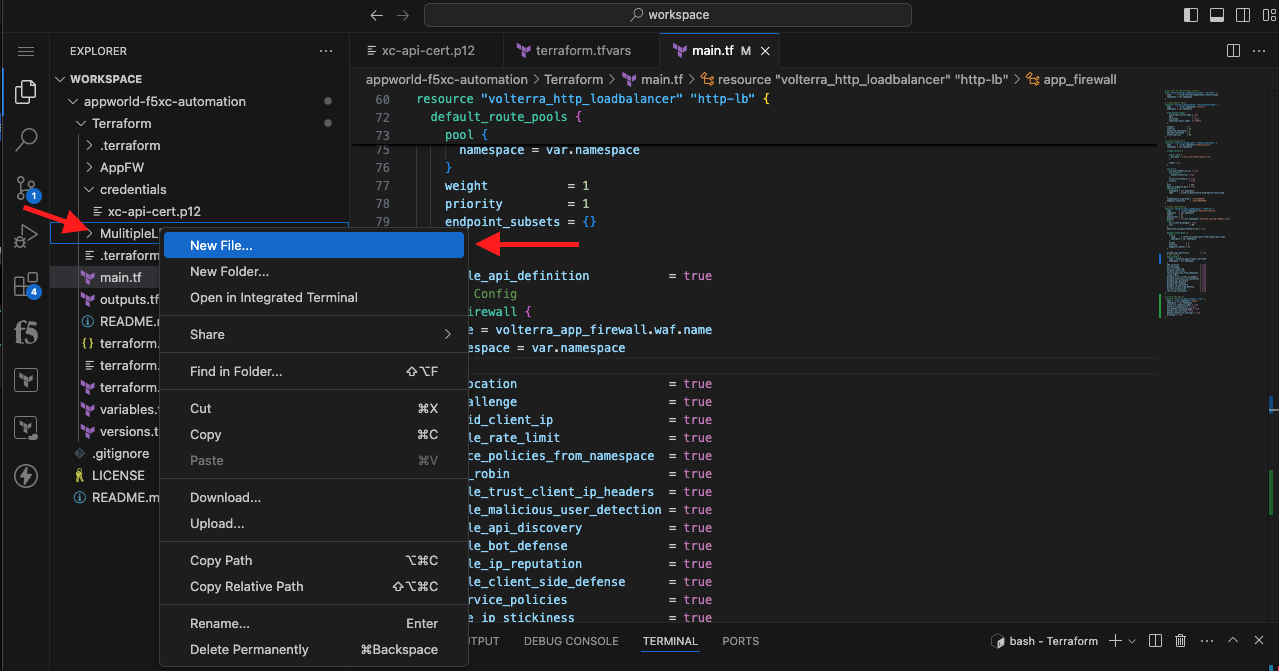 workspace
EXPLORER
WORKSPACE
appworld-f5xc-automation
Terraform
.terraform
AppFW
credentials
xc-api-cert.p12
MulitipleL
.terraform
main.tf
outputs.tf
README.
terraform.
terraform.
terraform.
variables.
versions.t
.gitignore
LICENSE
README.m
1
4
f5
New File...
New Folder...
Open in Integrated Terminal
Share
Find in Folder... ⇧⌥F
Cut ⌘X
Copy ⌘C
Paste ⌘V
Download...
Upload...
Copy Path ⌥⌘C
Copy Relative Path ⇧⌥⌘C
Rename... Enter
Delete Permanently ⌘Backspace
xc-api-cert.p12 terraform.tfvars main.tf M
appworld-f5xc-automation > Terraform > main.tf > resource "volterra_http_loadbalancer" "http-lb" > app_firewall
60 resource "volterra_http_loadbalancer" "http-lb" {
72 default_route_pools {
73 pool {
75 namespace = var.namespace
76 }
77 weight = 1
78 priority = 1
79 endpoint_subsets = {}
le_api_definition = true
Config
irewall {
e = volterra_app_firewall.waf.name
espace = var.namespace
ocation = true
allenge = true
id_client_ip = true
le_rate_limit = true
ce_policies_from_namespace = true
_robin = true
le_trust_client_ip_headers = true
le_malicious_user_detection = true
le_api_discovery = true
le_bot_defense = true
le_ip_reputation = true
le_client_side_defense = true
rvice_policies = true
e_ip_stickiness = true
TPUT DEBUG CONSOLE TERMINAL PORTS
bash - Terraform